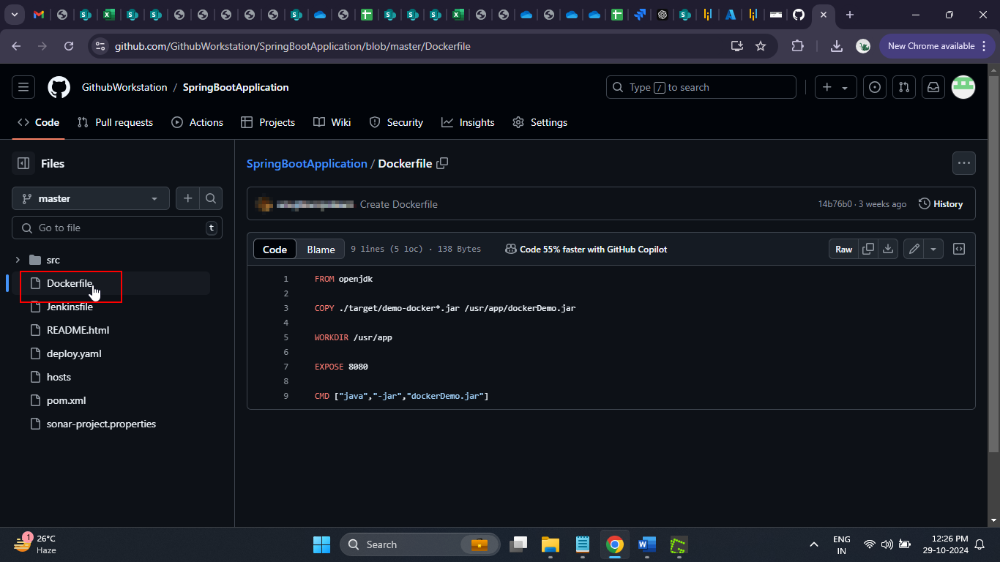 github.com/GithubWorkstation/SpringBootApplication/blob/master/Dockerfile
New Chrome available
GithubWorkstation / SpringBootApplication
Type / to search
Code Pull requests Actions Projects Wiki Security Insights Settings
Files
master
Go to file t
src
Dockerfile
Jenkinsfile
README.html
deploy.yaml
hosts
pom.xml
sonar-project.properties
SpringBootApplication / Dockerfile
Create Dockerfile 14b76b0 · 3 weeks ago History
Code Blame 9 lines (5 loc) · 138 Bytes Code 55% faster with GitHub Copilot Raw
1 FROM openjdk
2
3 COPY ./target/demo-docker*.jar /usr/app/dockerDemo.jar
4
5 WORKDIR /usr/app
6
7 EXPOSE 8080
8
9 CMD ["java","-jar","dockerDemo.jar"]
1
26°C
Haze
Search
ENG
IN
12:26 PM
29-10-2024